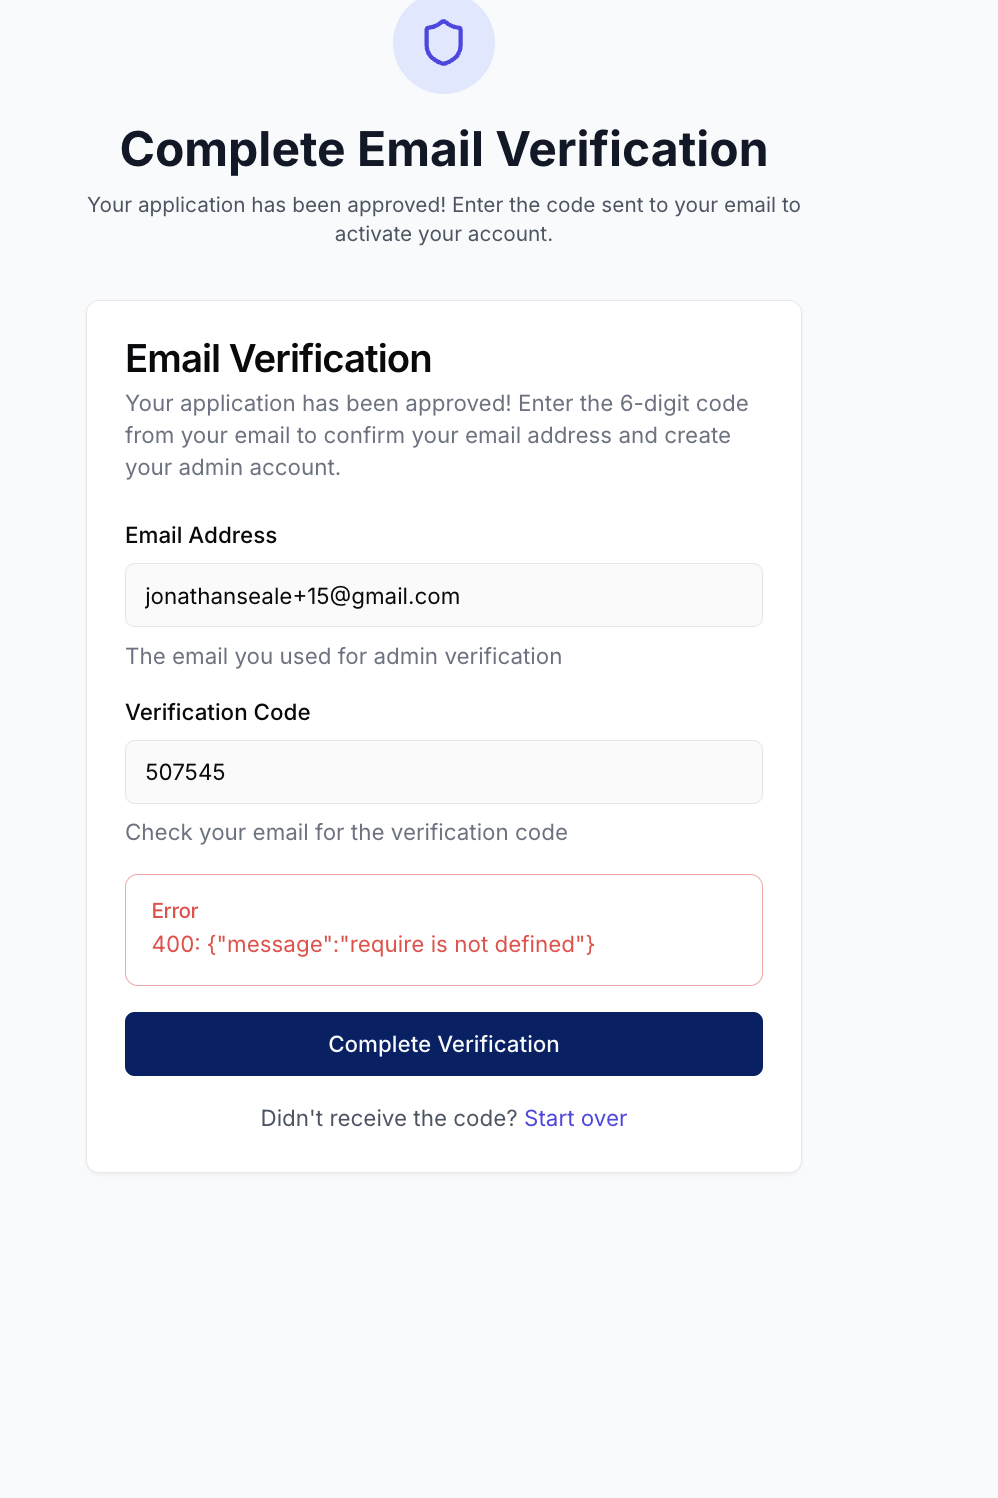 Complete Email Verification
Your application has been approved! Enter the code sent to your email to
activate your account.
Email Verification
Your application has been approved! Enter the 6-digit code
from your email to confirm your email address and create
your admin account.
Email Address
jonathanseale+15@gmail.com
The email you used for admin verification
Verification Code
507545
Check your email for the verification code
Error
400: {"message":"require is not defined"}
Complete Verification
Didn't receive the code? Start over